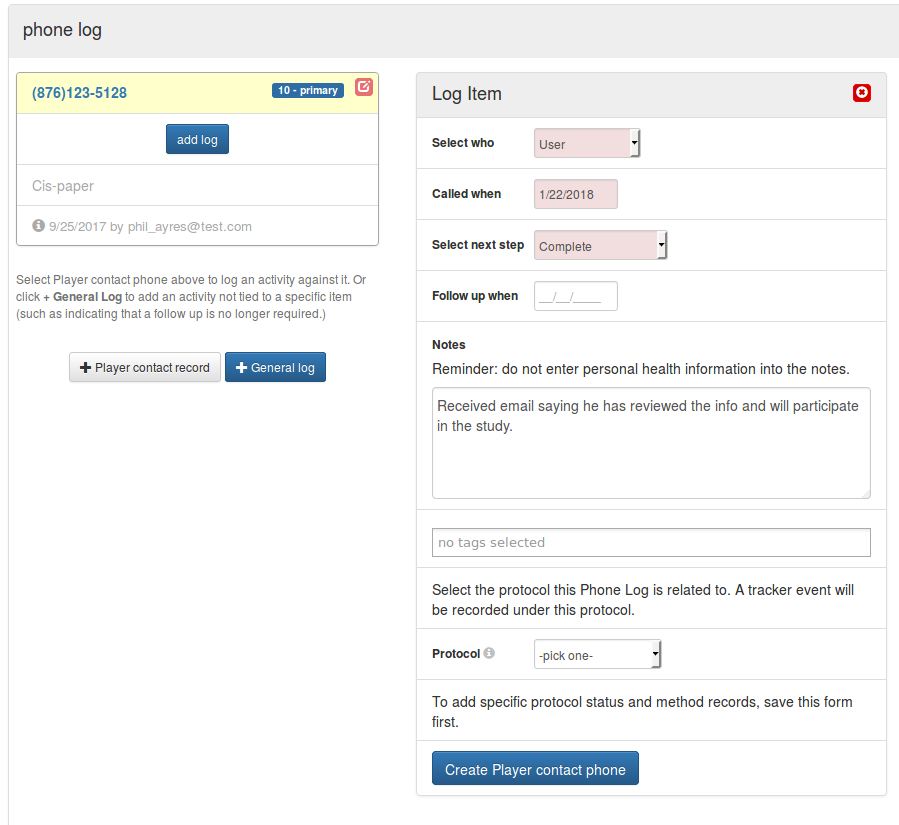 phone log
(876)123-5128
10 - primary
add log
Cis-paper
9/25/2017 by phil_ayres@test.com
Select Player contact phone above to log an activity against it. Or
click + General Log to add an activity not tied to a specific item
(such as indicating that a follow up is no longer required.)
Player contact record
General log
Log Item
Select who
User
Called when
1/22/2018
Select next step
Complete
Follow up when
__/__/____
Notes
Reminder: do not enter personal health information into the notes.
Received email saying he has reviewed the info and will participate
in the study.
no tags selected
Select the protocol this Phone Log is related to. A tracker event will
be recorded under this protocol.
Protocol
-pick one-
To add specific protocol status and method records, save this form
first.
Create Player contact phone